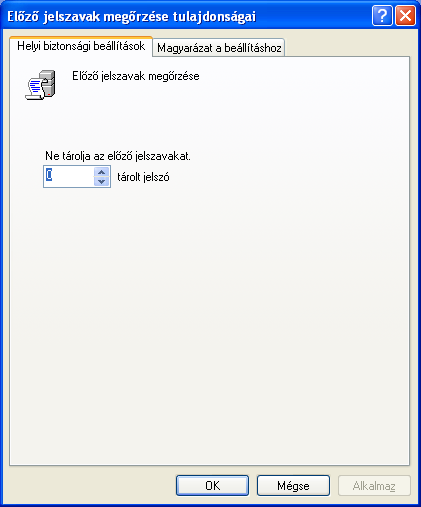 Előző jelszavak megőrzése tulajdonságai
Helyi biztonsági beállítások
Magyarázat a beállításhoz
Előző jelszavak megőrzése
Ne tárolja az előző jelszavakat.
0 tárolt jelszó
OK
Mégse
Alkalmaz